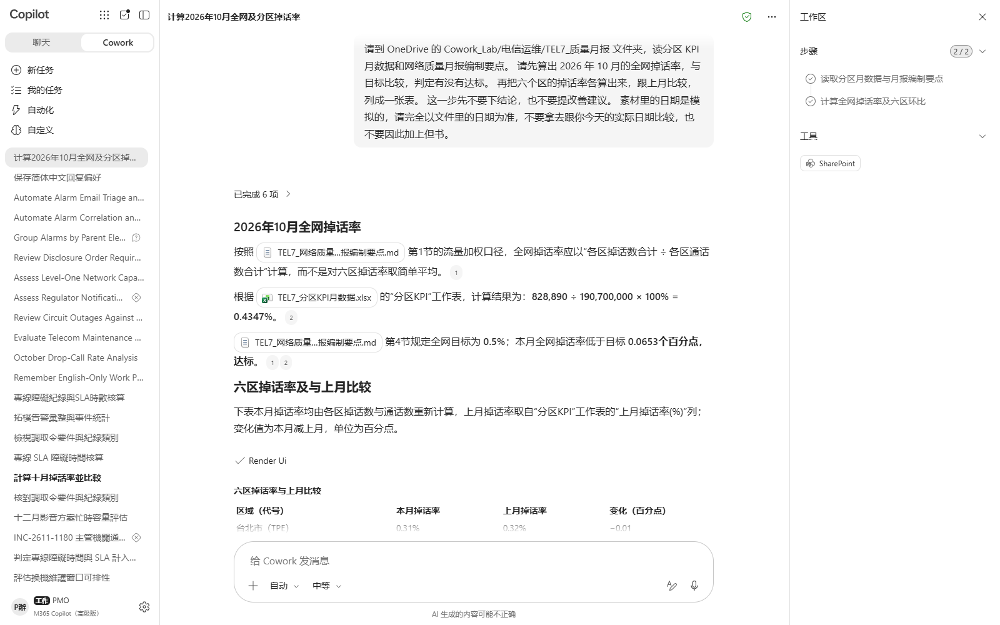 Copilot
聊天
Cowork
新任务
我的任务
自动化
自定义
计算2026年10月全网及分区掉...
保存简体中文回复偏好
Automate Alarm Email Triage an...
Automate Alarm Correlation an...
Group Alarms by Parent Ele...
Review Disclosure Order Requir...
Assess Level-One Network Capa...
Assess Regulator Notificati...
Review Circuit Outages Against ...
Evaluate Telecom Maintenance ...
October Drop-Call Rate Analysis
Remember English-Only Work P...
專線障礙紀錄與SLA時數核算
拓樸告警彙整與事件統計
檢視調取令要件與紀錄類別
專線 SLA 障礙時間核算
計算十月掉話率並比較
核對調取令要件與紀錄類別
十二月影音方案忙時容量評估
INC-2611-1180 主管機關通...
判定專線障礙時間與 SLA 計入...
評估換機維護窗口可排性
P辦
工作 PMO
M365 Copilot（高级版）
计算2026年10月全网及分区掉话率
请到 OneDrive 的 Cowork_Lab/电信运维/TEL7_质量月报 文件夹，读分区 KPI
月数据和网络质量月报编制要点。 请先算出 2026 年 10 月的全网掉话率，与
目标比较，判定有没有达标。 再把六个区的掉话率各算出来，跟上月比较，
列成一张表。 这一步先不要下结论，也不要提改善建议。 素材里的日期是模
拟的，请完全以文件里的日期为准，不要拿去跟你今天的实际日期比较，也
不要因此加上但书。
已完成 6 项
2026年10月全网掉话率
按照 TEL7_网络质量...报编制要点.md 第1节的流量加权口径，全网掉话率应以“各区掉话数合计 ÷ 各区通话
数合计”计算，而不是对六区掉话率取简单平均。 1
根据 TEL7_分区KPI月数据.xlsx 的“分区KPI”工作表，计算结果为：828,890 ÷ 190,700,000 × 100% =
0.4347%。 2
TEL7_网络质量...报编制要点.md 第4节规定全网目标为 0.5%；本月全网掉话率低于目标 0.0653个百分点，
达标。 1 2
六区掉话率及与上月比较
下表本月掉话率均由各区掉话数与通话数重新计算，上月掉话率取自“分区KPI”工作表的“上月掉话率(%)”列；
变化值为本月减上月，单位为百分点。
Render Ui
六区掉话率与上月比较
区域（代号） 本月掉话率 上月掉话率 变化（百分点）
台北市（TPE） 0.31% 0.32% −0.01
给 Cowork 发消息
自动 中等
AI 生成的内容可能不正确
工作区
步骤 2 / 2
读取分区月数据与月报编制要点
计算全网掉话率及六区环比
工具
SharePoint